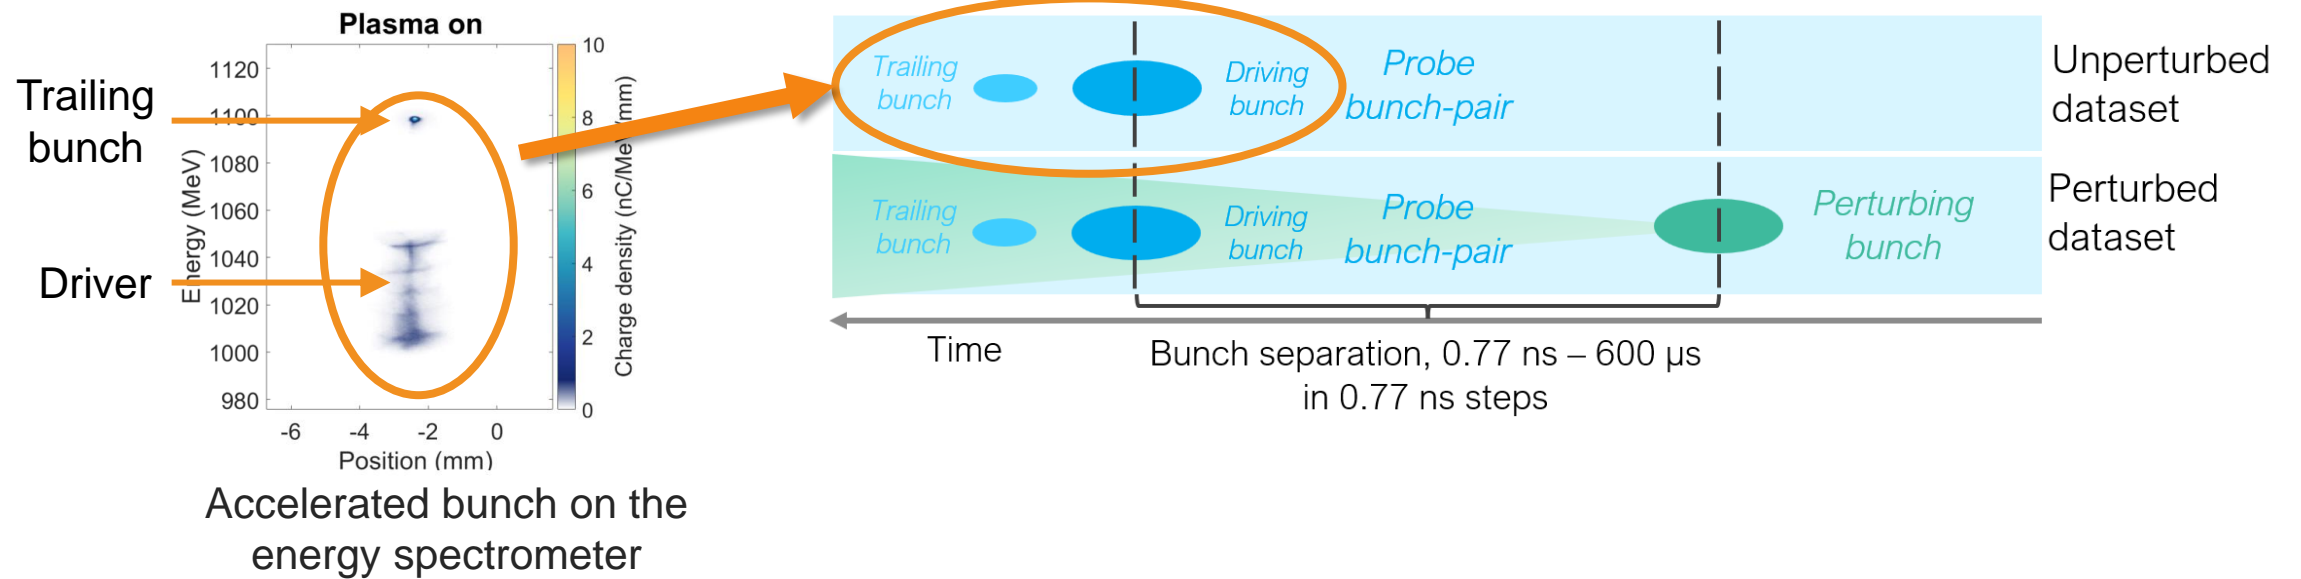 Plasma on
Trailing
bunch
Driver
Energy (MeV)
1120
1100
1080
1060
1040
1020
1000
980
-6
-4
-2
0
Position (mm)
10
8
6
4
2
0
Charge density (nC/MeV/mm)
Accelerated bunch on the
energy spectrometer
Trailing
bunch
Driving
bunch
Probe
bunch-pair
Unperturbed
dataset
Trailing
bunch
Driving
bunch
Probe
bunch-pair
Perturbing
bunch
Perturbed
dataset
Time
Bunch separation, 0.77 ns – 600 μs
in 0.77 ns steps